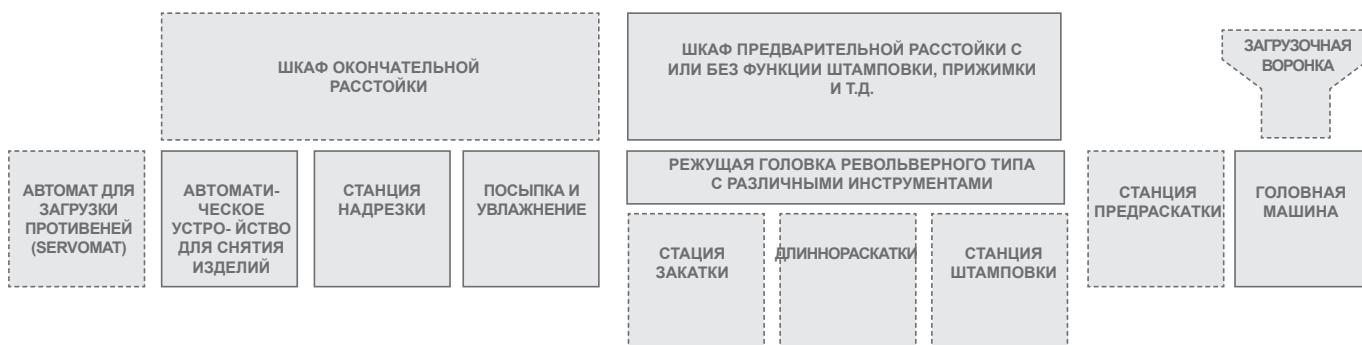 ШКАФ ОКОНЧАТЕЛЬНОЙ
РАССТОЙКИ
ШКАФ ПРЕДВАРИТЕЛЬНОЙ РАССТОЙКИ С
ИЛИ БЕЗ ФУНКЦИИ ШТАМПОВКИ, ПРИЖИМКИ
И Т.Д.
ЗАГРУЗОЧНАЯ
ВОРОНКА
АВТОМАТ ДЛЯ
ЗАГРУЗКИ
ПРОТИВЕНЕЙ
(SERVOMAT)
АВТОМАТИ-
ЧЕСКОЕ
УСТРО- ЙСТВО
ДЛЯ СНЯТИЯ
ИЗДЕЛИЙ
СТАНЦИЯ
НАДРЕЗКИ
ПОСЫПКА И
УВЛАЖНЕНИЕ
РЕЖУЩАЯ ГОЛОВКА РЕВОЛЬВЕРНОГО ТИПА
С РАЗЛИЧНЫМИ ИНСТРУМЕНТАМИ
СТАЦИЯ
ЗАКАТКИ
ДЛИННОРАСКАТКИ
СТАНЦИЯ
ШТАМПОВКИ
СТАНЦИЯ
ПРЕДРАСКАТКИ
ГОЛОВНАЯ
МАШИНА